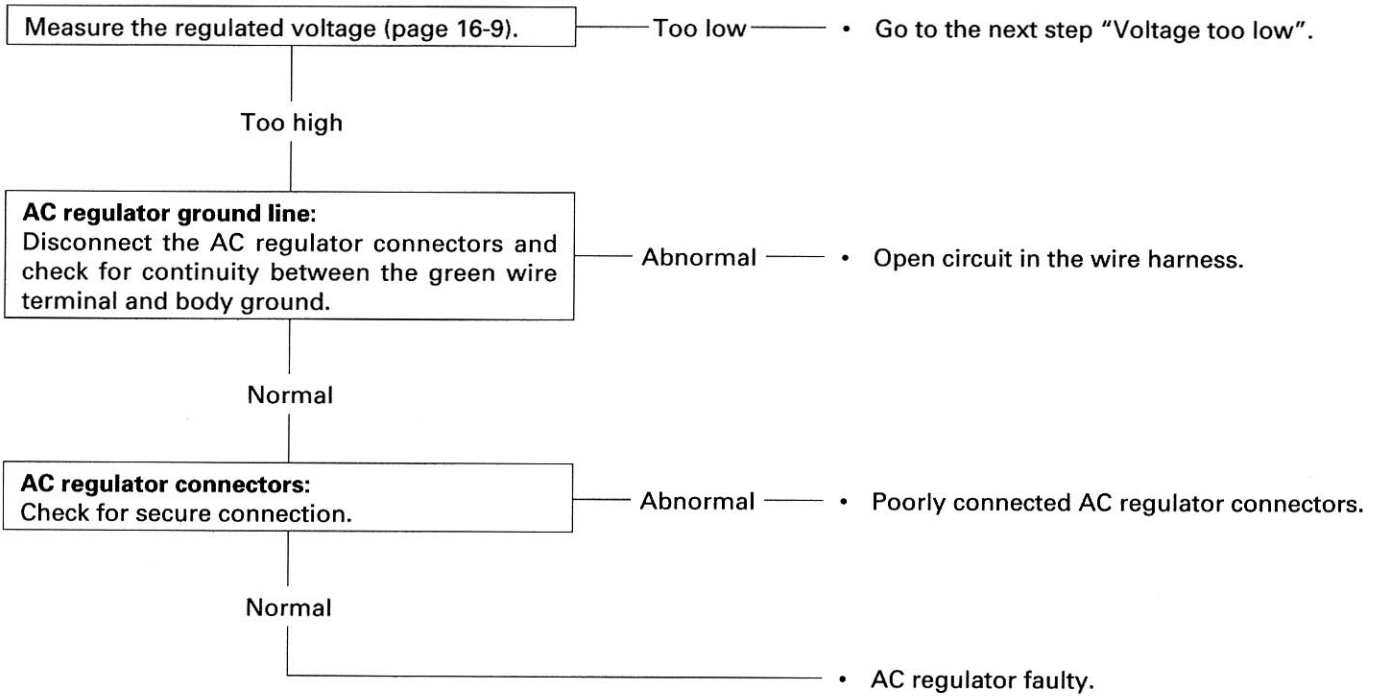 Measure the regulated voltage (page 16-9).
Too low
• Go to the next step "Voltage too low".
Too high
AC regulator ground line:
Disconnect the AC regulator connectors and
check for continuity between the green wire
terminal and body ground.
Abnormal
• Open circuit in the wire harness.
Normal
AC regulator connectors:
Check for secure connection.
Abnormal
• Poorly connected AC regulator connectors.
Normal
• AC regulator faulty.